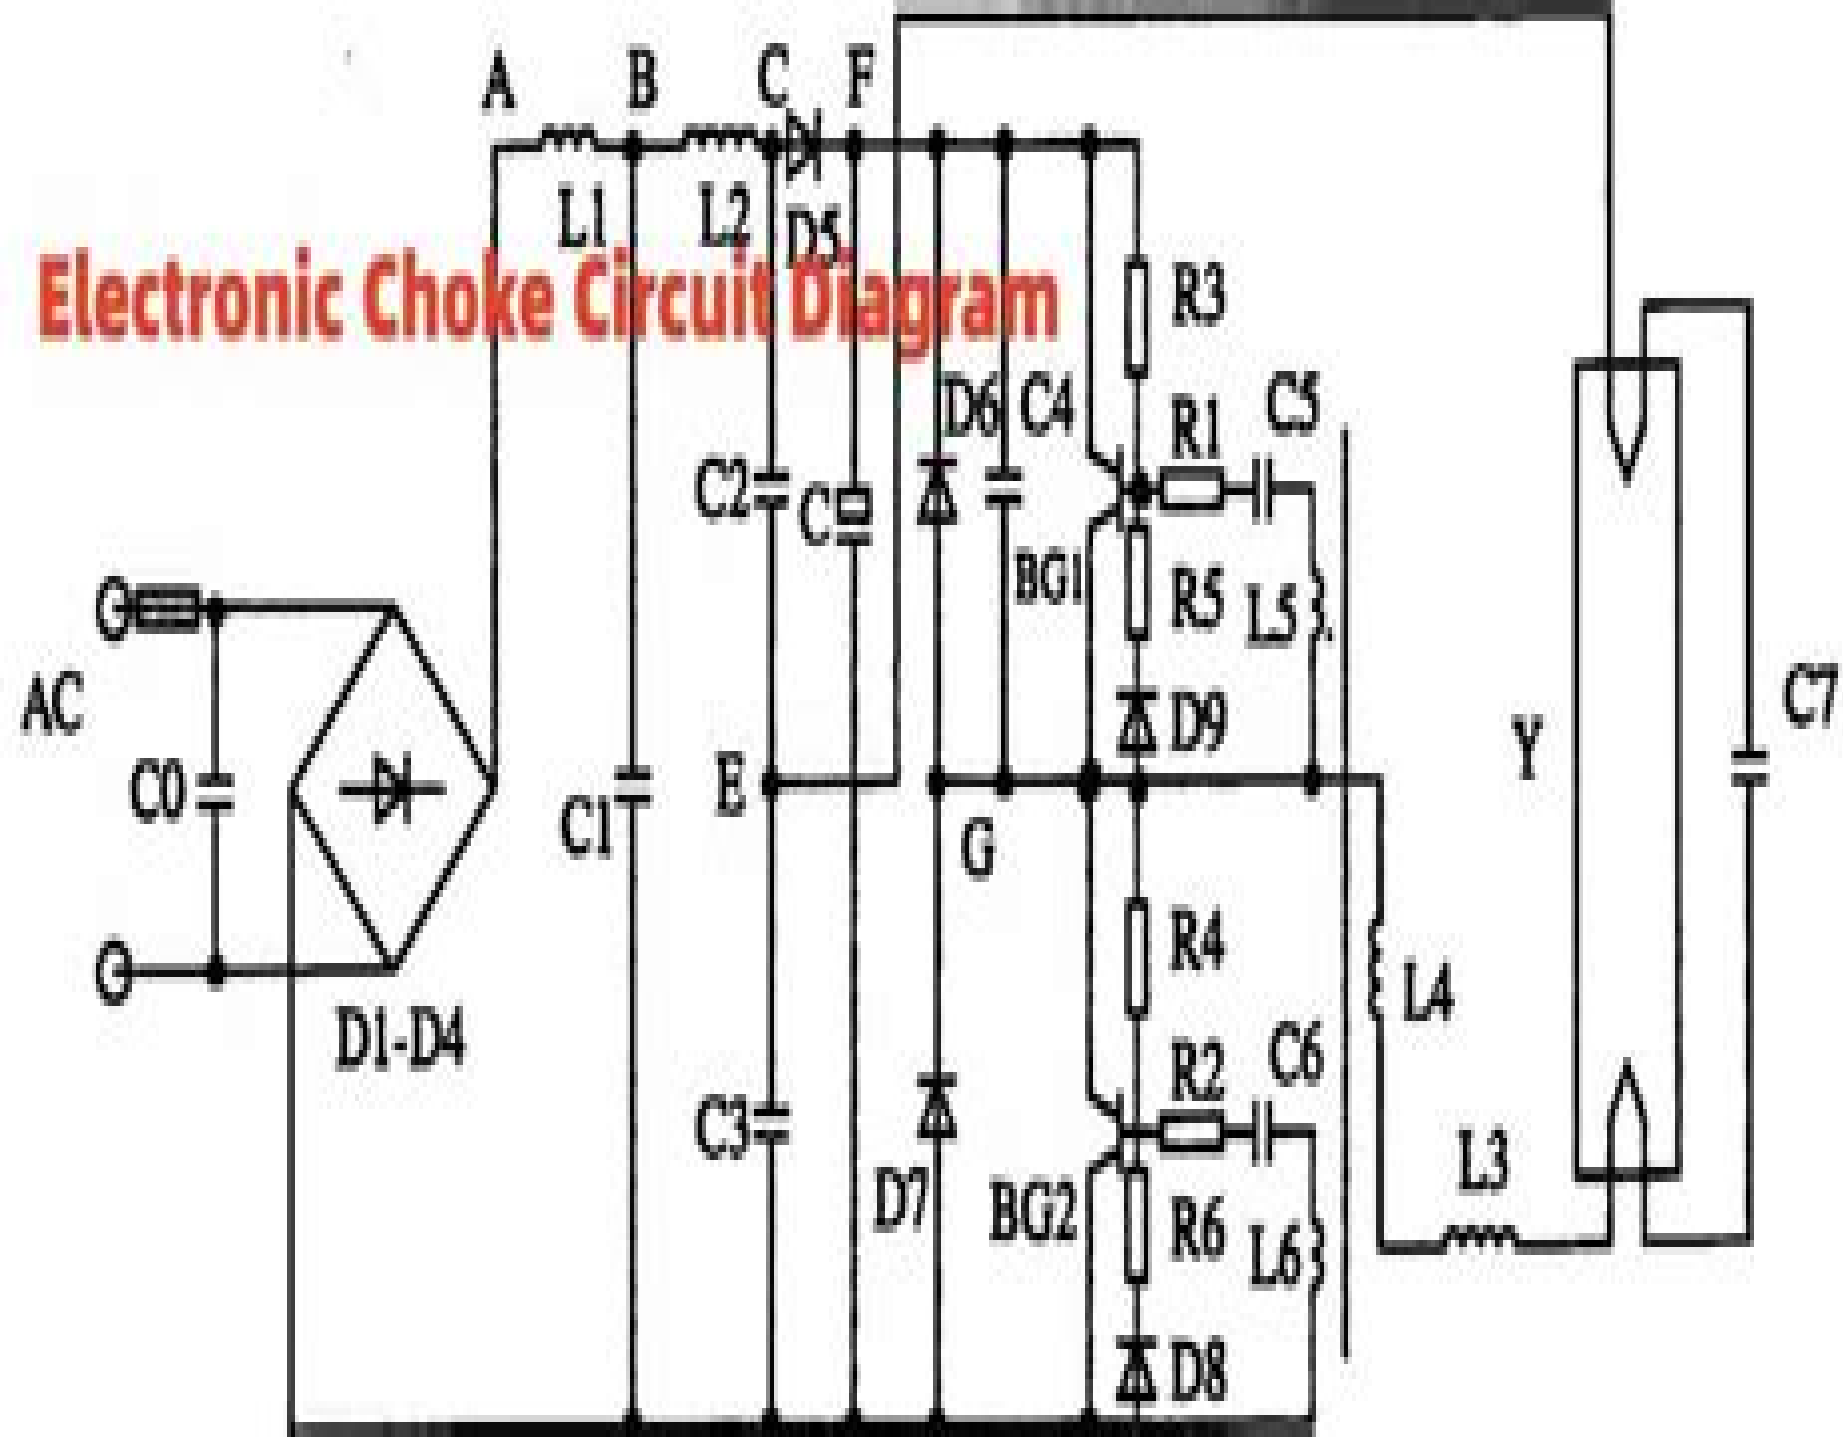 A B C F
L1 L2 D5
Electronic Choke Circuit Diagram
R3
D6 C4 R1 C5
C2 C
BG1 R5 L5
AC D9 Y C7
C0 C1 E
G
R4
D1-D4 L4
R2 C6
C3 L3
D7 BG2 R6 L6
D8